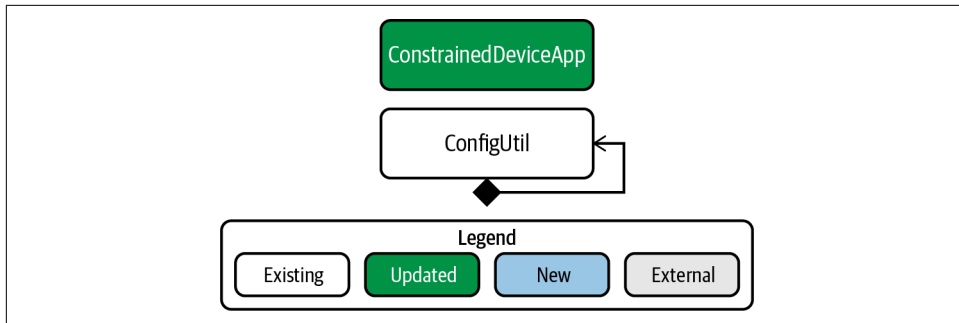 ConstrainedDeviceApp
ConfigUtil
Legend
Existing Updated New External